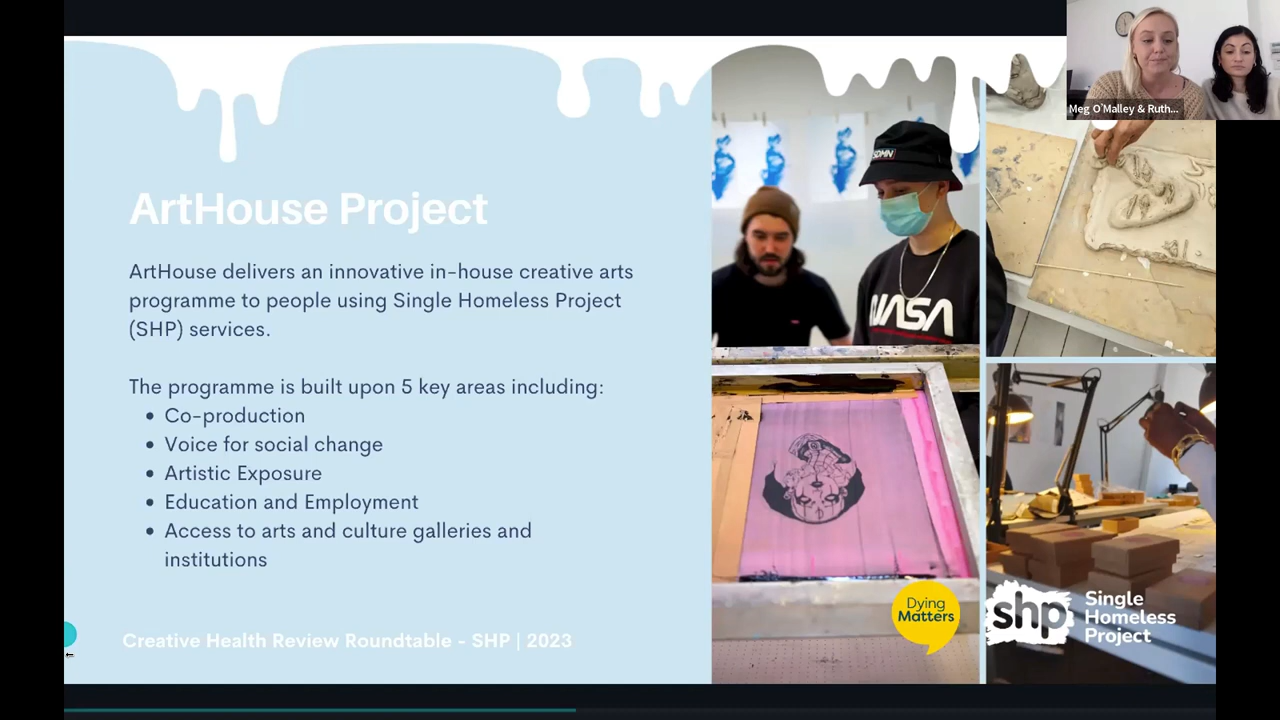 Meg O'Malley & Ruth...
ArtHouse Project
ArtHouse delivers an innovative in-house creative arts
programme to people using Single Homeless Project
(SHP) services.
The programme is built upon 5 key areas including:
Co-production
Voice for social change
Artistic Exposure
Education and Employment
Access to arts and culture galleries and
institutions
Creative Health Review Roundtable - SHP | 2023
SDMN
NASA
Dying
Matters
shp
Single
Homeless
Project